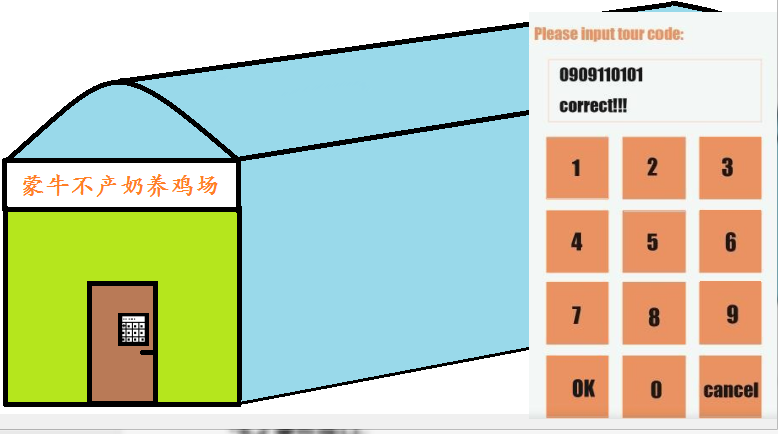 蒙牛不产奶养鸡场
Please input tour code:
0909110101
correct!!!
1 2 3
4 5 6
7 8 9
OK 0 cancel